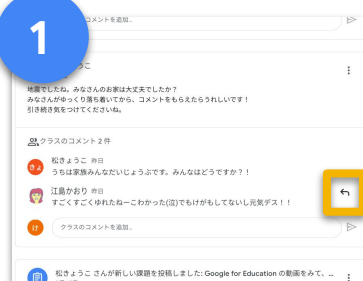 1
コメントを追加...
うこ
地震でしたね。みなさんのお家は大丈夫でしたか?
みなさんがゆっくり落ち着いてから、コメントをもらえたらうれしいです!
引き続き気をつけてくださいね。
クラスのコメント 2 件
きょ
松きょうこ 昨日
うちは家族みんなだいじょうぶです。みんなはどうですか?!
江島かおり 昨日
すごくすごくゆれたねーこわかった(泣)でもけがもしてないし元気デス!!
け
クラスのコメントを追加...
松きょうこ さんが新しい課題を投稿しました: Google for Education の動画をみて、...